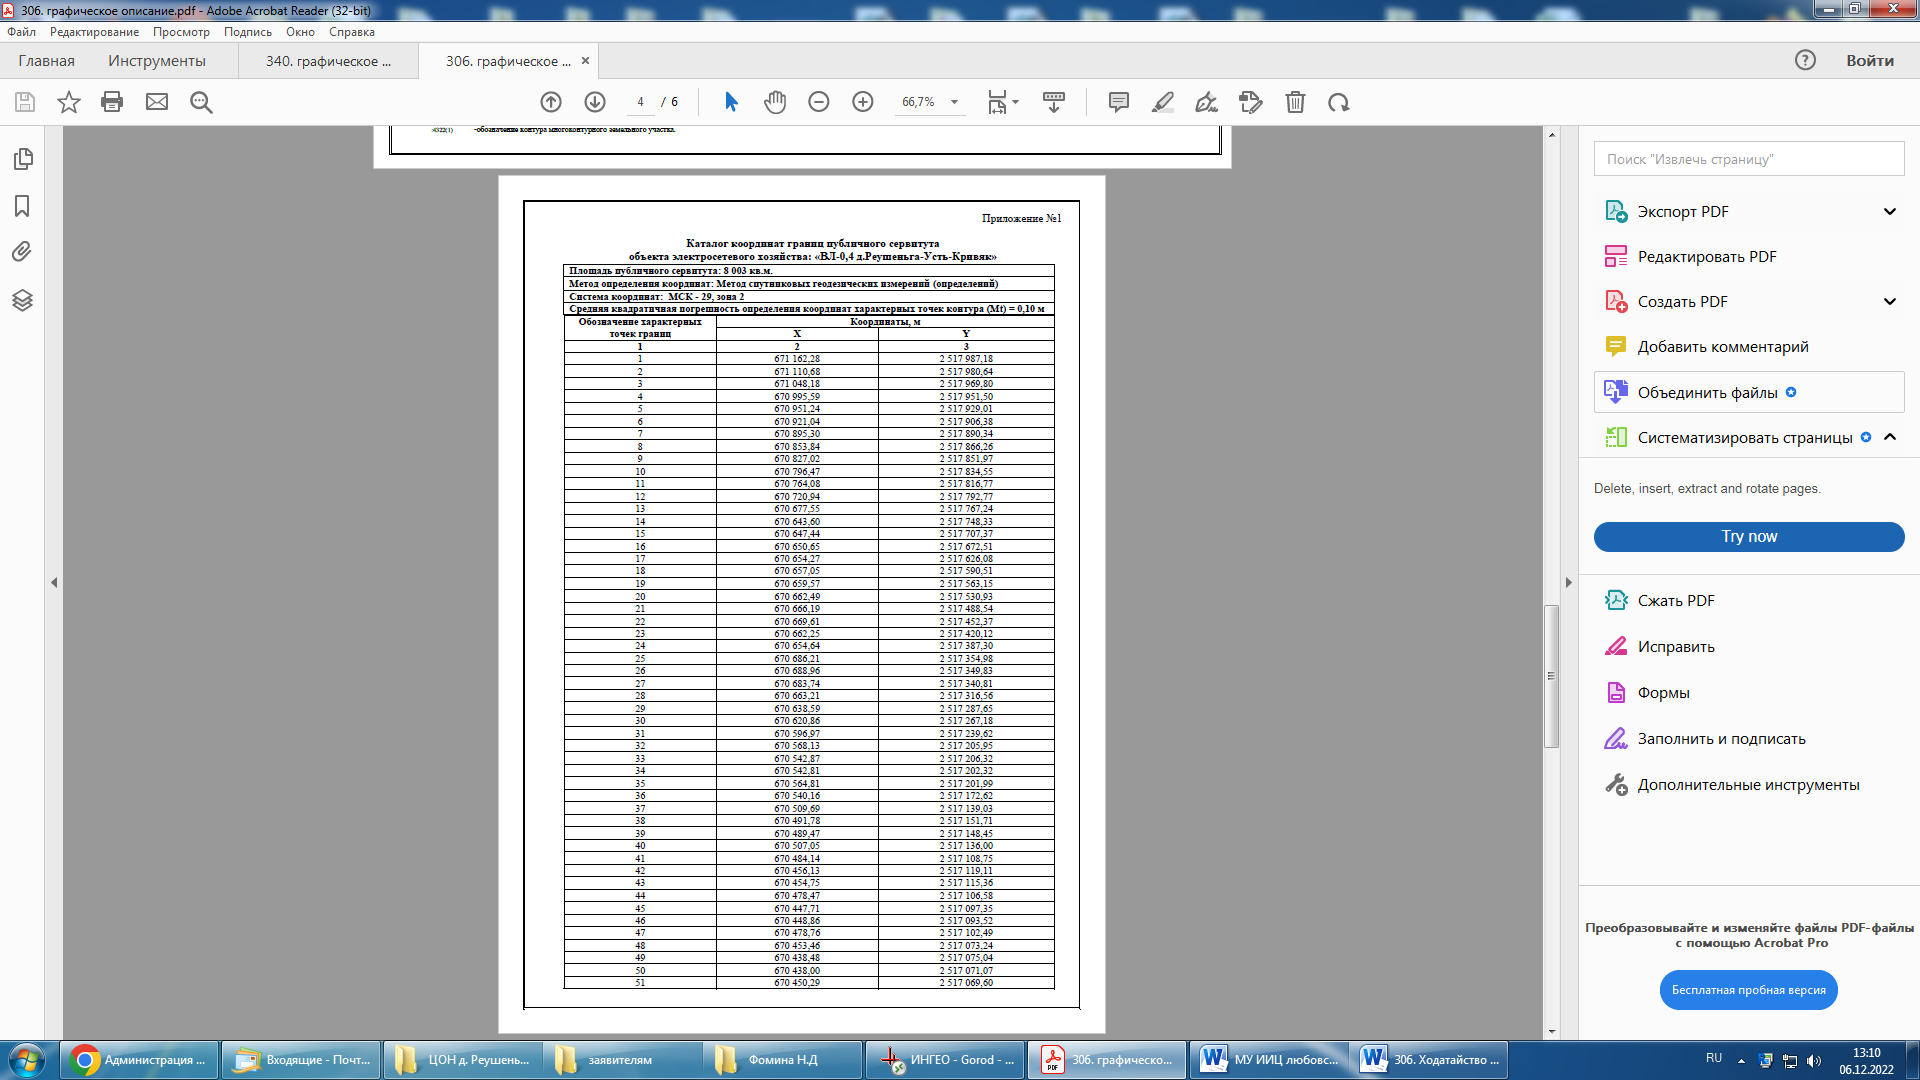 306. графическое описание.pdf - Adobe Acrobat Reader (32-bit)
Файл Редактирование Просмотр Подпись Окно Справка
Главная Инструменты 340. графическое ... 306. графическое ... × ? Войти
4 / 6 66,7%
:4322(1) -обозначение контура многоконтурного земельного участка.
Приложение №1
Каталог координат границ публичного сервитута
объекта электросетевого хозяйства: «ВЛ-0,4 д.Реушеньга-Усть-Кривяк»
Площадь публичного сервитута: 8 003 кв.м.
Метод определения координат: Метод спутниковых геодезических измерений (определений)
Система координат: МСК - 29, зона 2
Средняя квадратичная погрешность определения координат характерных точек контура (Mt) = 0,10 м
Обозначение характерных точек границ Координаты, м
X Y
1 2 3
1 671 162,28 2 517 987,18
2 671 110,68 2 517 980,64
3 671 048,18 2 517 969,80
4 670 995,59 2 517 951,50
5 670 951,24 2 517 929,01
6 670 921,04 2 517 906,38
7 670 895,30 2 517 890,34
8 670 853,84 2 517 866,26
9 670 827,02 2 517 851,97
10 670 796,47 2 517 834,55
11 670 764,08 2 517 816,77
12 670 720,94 2 517 792,77
13 670 677,55 2 517 767,24
14 670 643,60 2 517 748,33
15 670 647,44 2 517 707,37
16 670 650,65 2 517 672,51
17 670 654,27 2 517 626,08
18 670 657,05 2 517 590,51
19 670 659,57 2 517 563,15
20 670 662,49 2 517 530,93
21 670 666,19 2 517 488,54
22 670 669,61 2 517 452,37
23 670 662,25 2 517 420,12
24 670 654,64 2 517 387,30
25 670 686,21 2 517 354,98
26 670 688,96 2 517 349,83
27 670 683,74 2 517 340,81
28 670 663,21 2 517 316,56
29 670 638,59 2 517 287,65
30 670 620,86 2 517 267,18
31 670 596,97 2 517 239,62
32 670 568,13 2 517 205,95
33 670 542,87 2 517 206,32
34 670 542,81 2 517 202,32
35 670 564,81 2 517 201,99
36 670 540,16 2 517 172,62
37 670 509,69 2 517 139,03
38 670 491,78 2 517 151,71
39 670 489,47 2 517 148,45
40 670 507,05 2 517 136,00
41 670 484,14 2 517 108,75
42 670 456,13 2 517 119,11
43 670 454,75 2 517 115,36
44 670 478,47 2 517 106,58
45 670 447,71 2 517 097,35
46 670 448,86 2 517 093,52
47 670 478,76 2 517 102,49
48 670 453,46 2 517 073,24
49 670 438,48 2 517 075,04
50 670 438,00 2 517 071,07
51 670 450,29 2 517 069,60
Поиск "Извлечь страницу"
Экспорт PDF
Редактировать PDF
Создать PDF
Добавить комментарий
Объединить файлы
Систематизировать страницы
Delete, insert, extract and rotate pages.
Try now
Сжать PDF
Исправить
Формы
Заполнить и подписать
Дополнительные инструменты
Преобразовывайте и изменяйте файлы PDF-файлы
с помощью Acrobat Pro
Бесплатная пробная версия
Администрация ... Входящие - Почт... ЦОН д. Реушень... заявителям Фомина Н.Д ИНГЕО - Gorod - ... 306. графическо... МУ ИИЦ любовс... 306. Ходатайство ... RU 13:10
06.12.2022